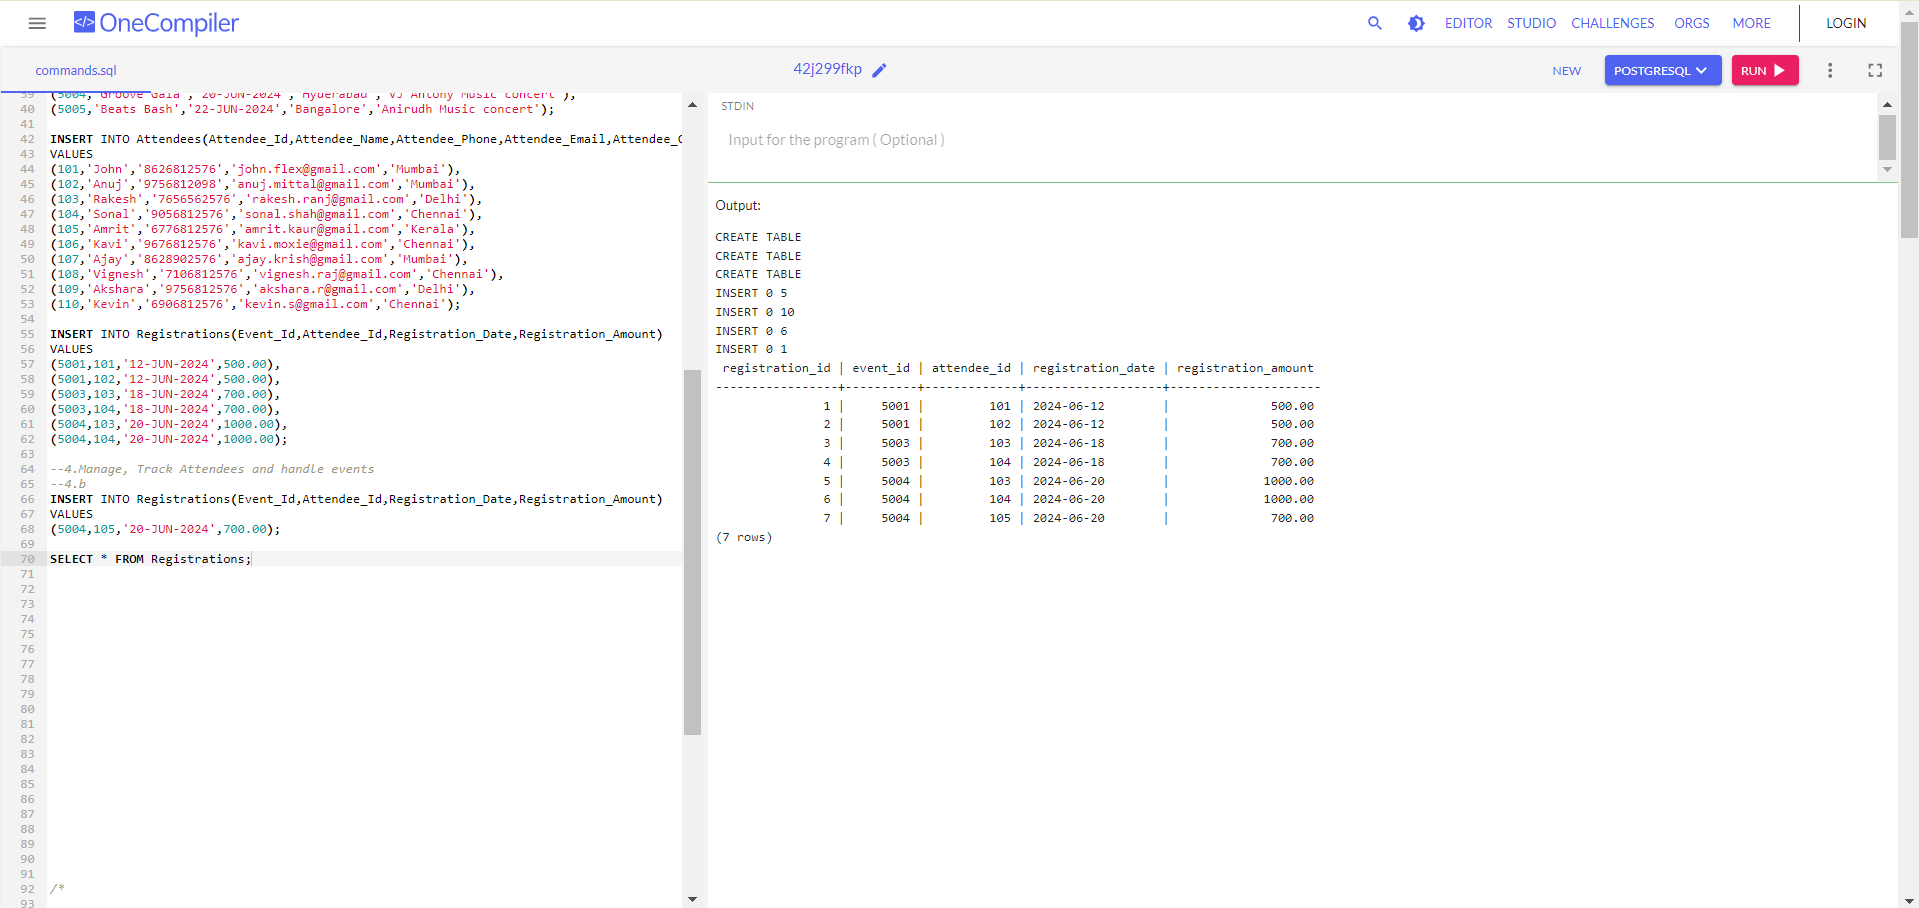 OneCompiler
EDITOR STUDIO CHALLENGES ORGS MORE LOGIN
commands.sql
42j299fkp
NEW POSTGRESQL RUN
39 (5004,'Groove Gala','20-JUN-2024','Hyderabad','VJ Antony Music concert'),
40 (5005,'Beats Bash','22-JUN-2024','Bangalore','Anirudh Music concert');
41
42 INSERT INTO Attendees(Attendee_Id,Attendee_Name,Attendee_Phone,Attendee_Email,Attendee_C
43 VALUES
44 (101,'John','8626812576','john.flex@gmail.com','Mumbai'),
45 (102,'Anuj','9756812098','anuj.mittal@gmail.com','Mumbai'),
46 (103,'Rakesh','7656562576','rakesh.ranj@gmail.com','Delhi'),
47 (104,'Sonal','9056812576','sonal.shah@gmail.com','Chennai'),
48 (105,'Amrit','6776812576','amrit.kaur@gmail.com','Kerala'),
49 (106,'Kavi','9676812576','kavi.moxie@gmail.com','Chennai'),
50 (107,'Ajay','8628902576','ajay.krish@gmail.com','Mumbai'),
51 (108,'Vignesh','7106812576','vignesh.raj@gmail.com','Chennai'),
52 (109,'Akshara','9756812576','akshara.r@gmail.com','Delhi'),
53 (110,'Kevin','6906812576','kevin.s@gmail.com','Chennai');
54
55 INSERT INTO Registrations(Event_Id,Attendee_Id,Registration_Date,Registration_Amount)
56 VALUES
57 (5001,101,'12-JUN-2024',500.00),
58 (5001,102,'12-JUN-2024',500.00),
59 (5003,103,'18-JUN-2024',700.00),
60 (5003,104,'18-JUN-2024',700.00),
61 (5004,103,'20-JUN-2024',1000.00),
62 (5004,104,'20-JUN-2024',1000.00);
63
64 --4.Manage, Track Attendees and handle events
65 --4.b
66 INSERT INTO Registrations(Event_Id,Attendee_Id,Registration_Date,Registration_Amount)
67 VALUES
68 (5004,105,'20-JUN-2024',700.00);
69
70 SELECT * FROM Registrations;
71
72
73
74
75
76
77
78
79
80
81
82
83
84
85
86
87
88
89
90
91
92 /*
93
STDIN
Input for the program ( Optional )
Output:
CREATE TABLE
CREATE TABLE
CREATE TABLE
INSERT 0 5
INSERT 0 10
INSERT 0 6
INSERT 0 1
registration_id | event_id | attendee_id | registration_date | registration_amount
-----------------+----------+-------------+-------------------+---------------------
1 | 5001 | 101 | 2024-06-12 | 500.00
2 | 5001 | 102 | 2024-06-12 | 500.00
3 | 5003 | 103 | 2024-06-18 | 700.00
4 | 5003 | 104 | 2024-06-18 | 700.00
5 | 5004 | 103 | 2024-06-20 | 1000.00
6 | 5004 | 104 | 2024-06-20 | 1000.00
7 | 5004 | 105 | 2024-06-20 | 700.00
(7 rows)